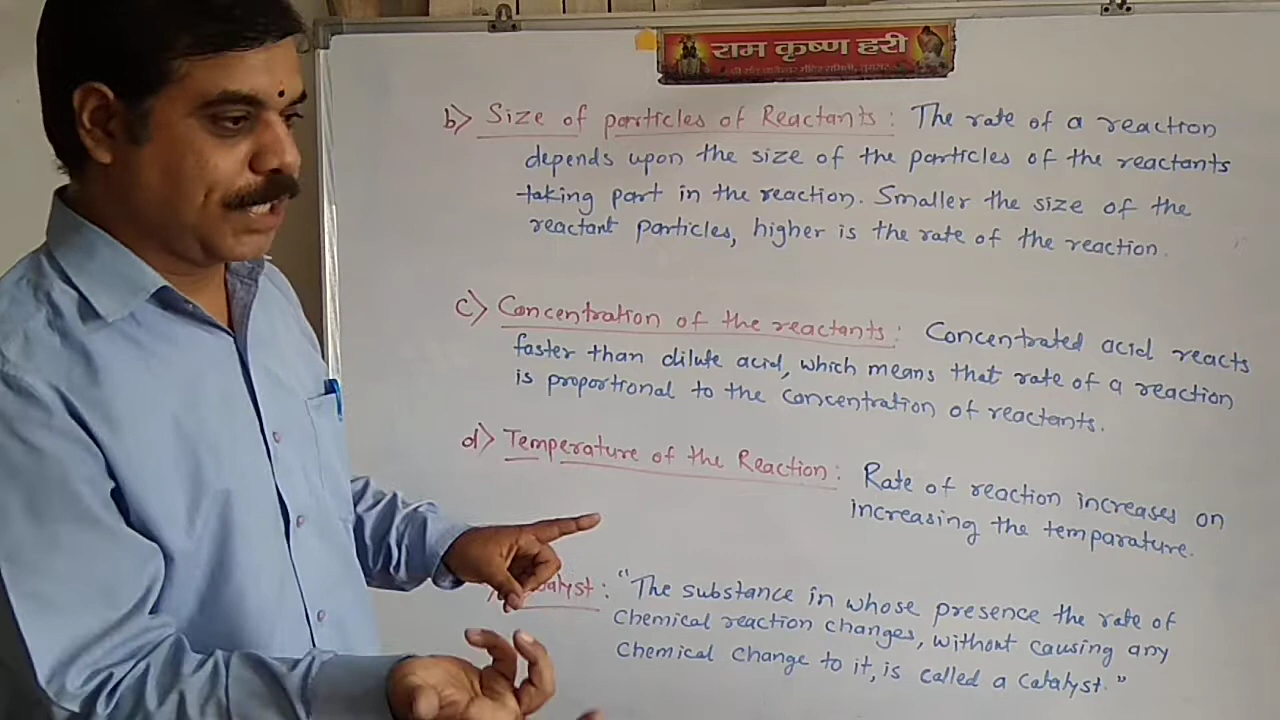 राम कृष्ण हरी
b) Size of particles of Reactants : The rate of a reaction
depends upon the size of the particles of the reactants
taking part in the reaction. Smaller the size of the
reactant particles, higher is the rate of the reaction.
c) Concentration of the reactants : Concentrated acid reacts
faster than dilute acid, which means that rate of a reaction
is proportional to the concentration of reactants.
d) Temperature of the Reaction : Rate of reaction increases on
increasing the temparature.
: "The substance in whose presence the rate of
chemical reaction changes, without causing any
chemical change to it, is called a catalyst."